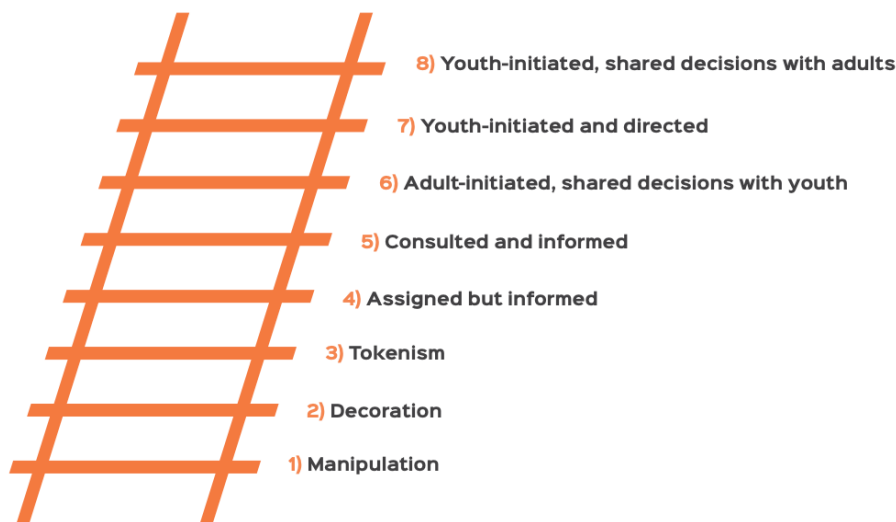 8) Youth-initiated, shared decisions with adults
7) Youth-initiated and directed
6) Adult-initiated, shared decisions with youth
5) Consulted and informed
4) Assigned but informed
3) Tokenism
2) Decoration
1) Manipulation